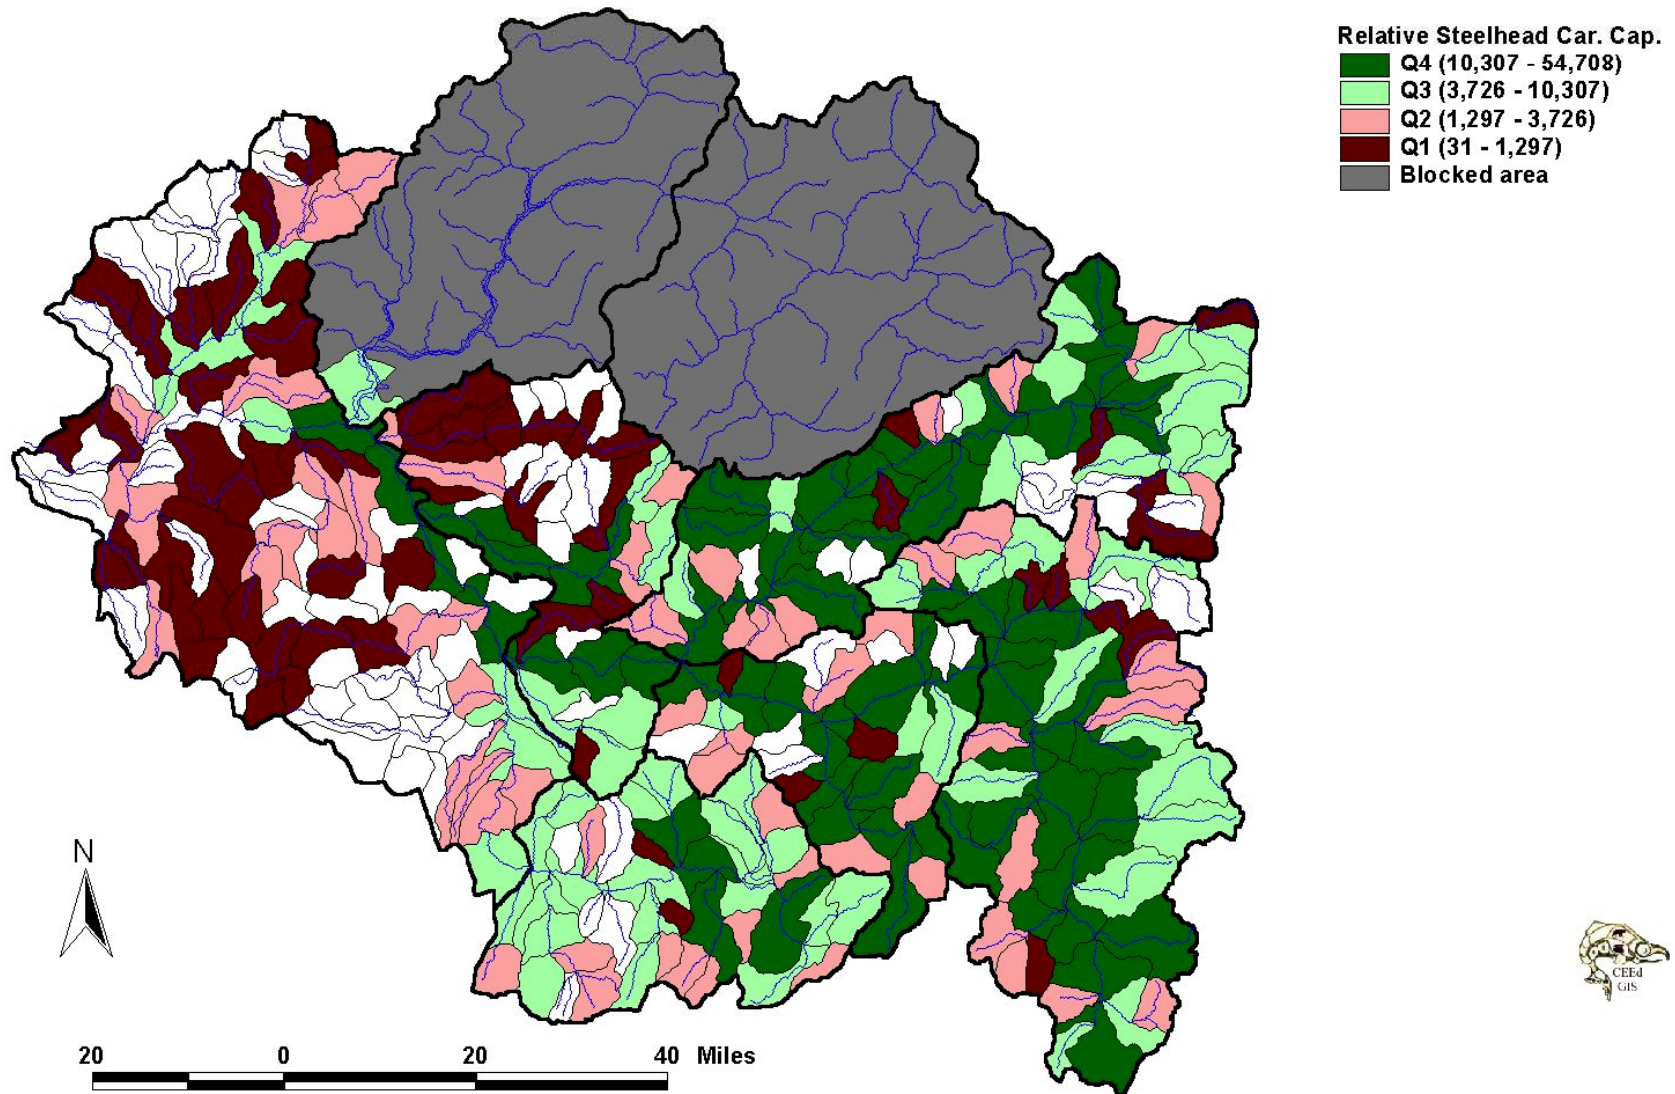 Relative Steelhead Car. Cap.
Q4 (10,307 - 54,708)
Q3 (3,726 - 10,307)
Q2 (1,297 - 3,726)
Q1 (31 - 1,297)
Blocked area
N
CEEd
GIS
20 0 20 40 Miles